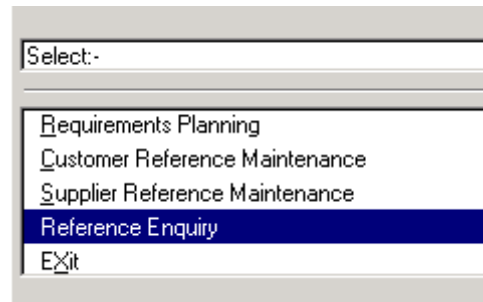 Select:-
Requirements Planning
Customer Reference Maintenance
Supplier Reference Maintenance
Reference Enquiry
EXit